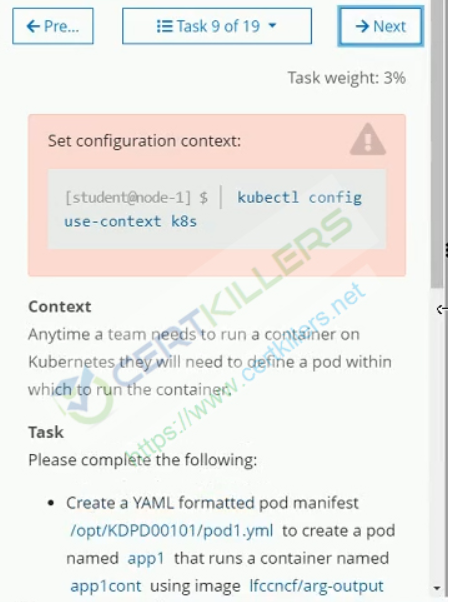 Pre...
Task 9 of 19
Next
Task weight: 3%
Set configuration context:
[student@node-1] $ | kubectl config
use-context k8s
Context
Anytime a team needs to run a container on
Kubernetes they will need to define a pod within
which to run the container.
Task
Please complete the following:
• Create a YAML formatted pod manifest
/opt/KDPD00101/pod1.yml to create a pod
named app1 that runs a container named
app1cont using image lfccncf/arg-output
CERTKILLERS
https://www.certkillers.net